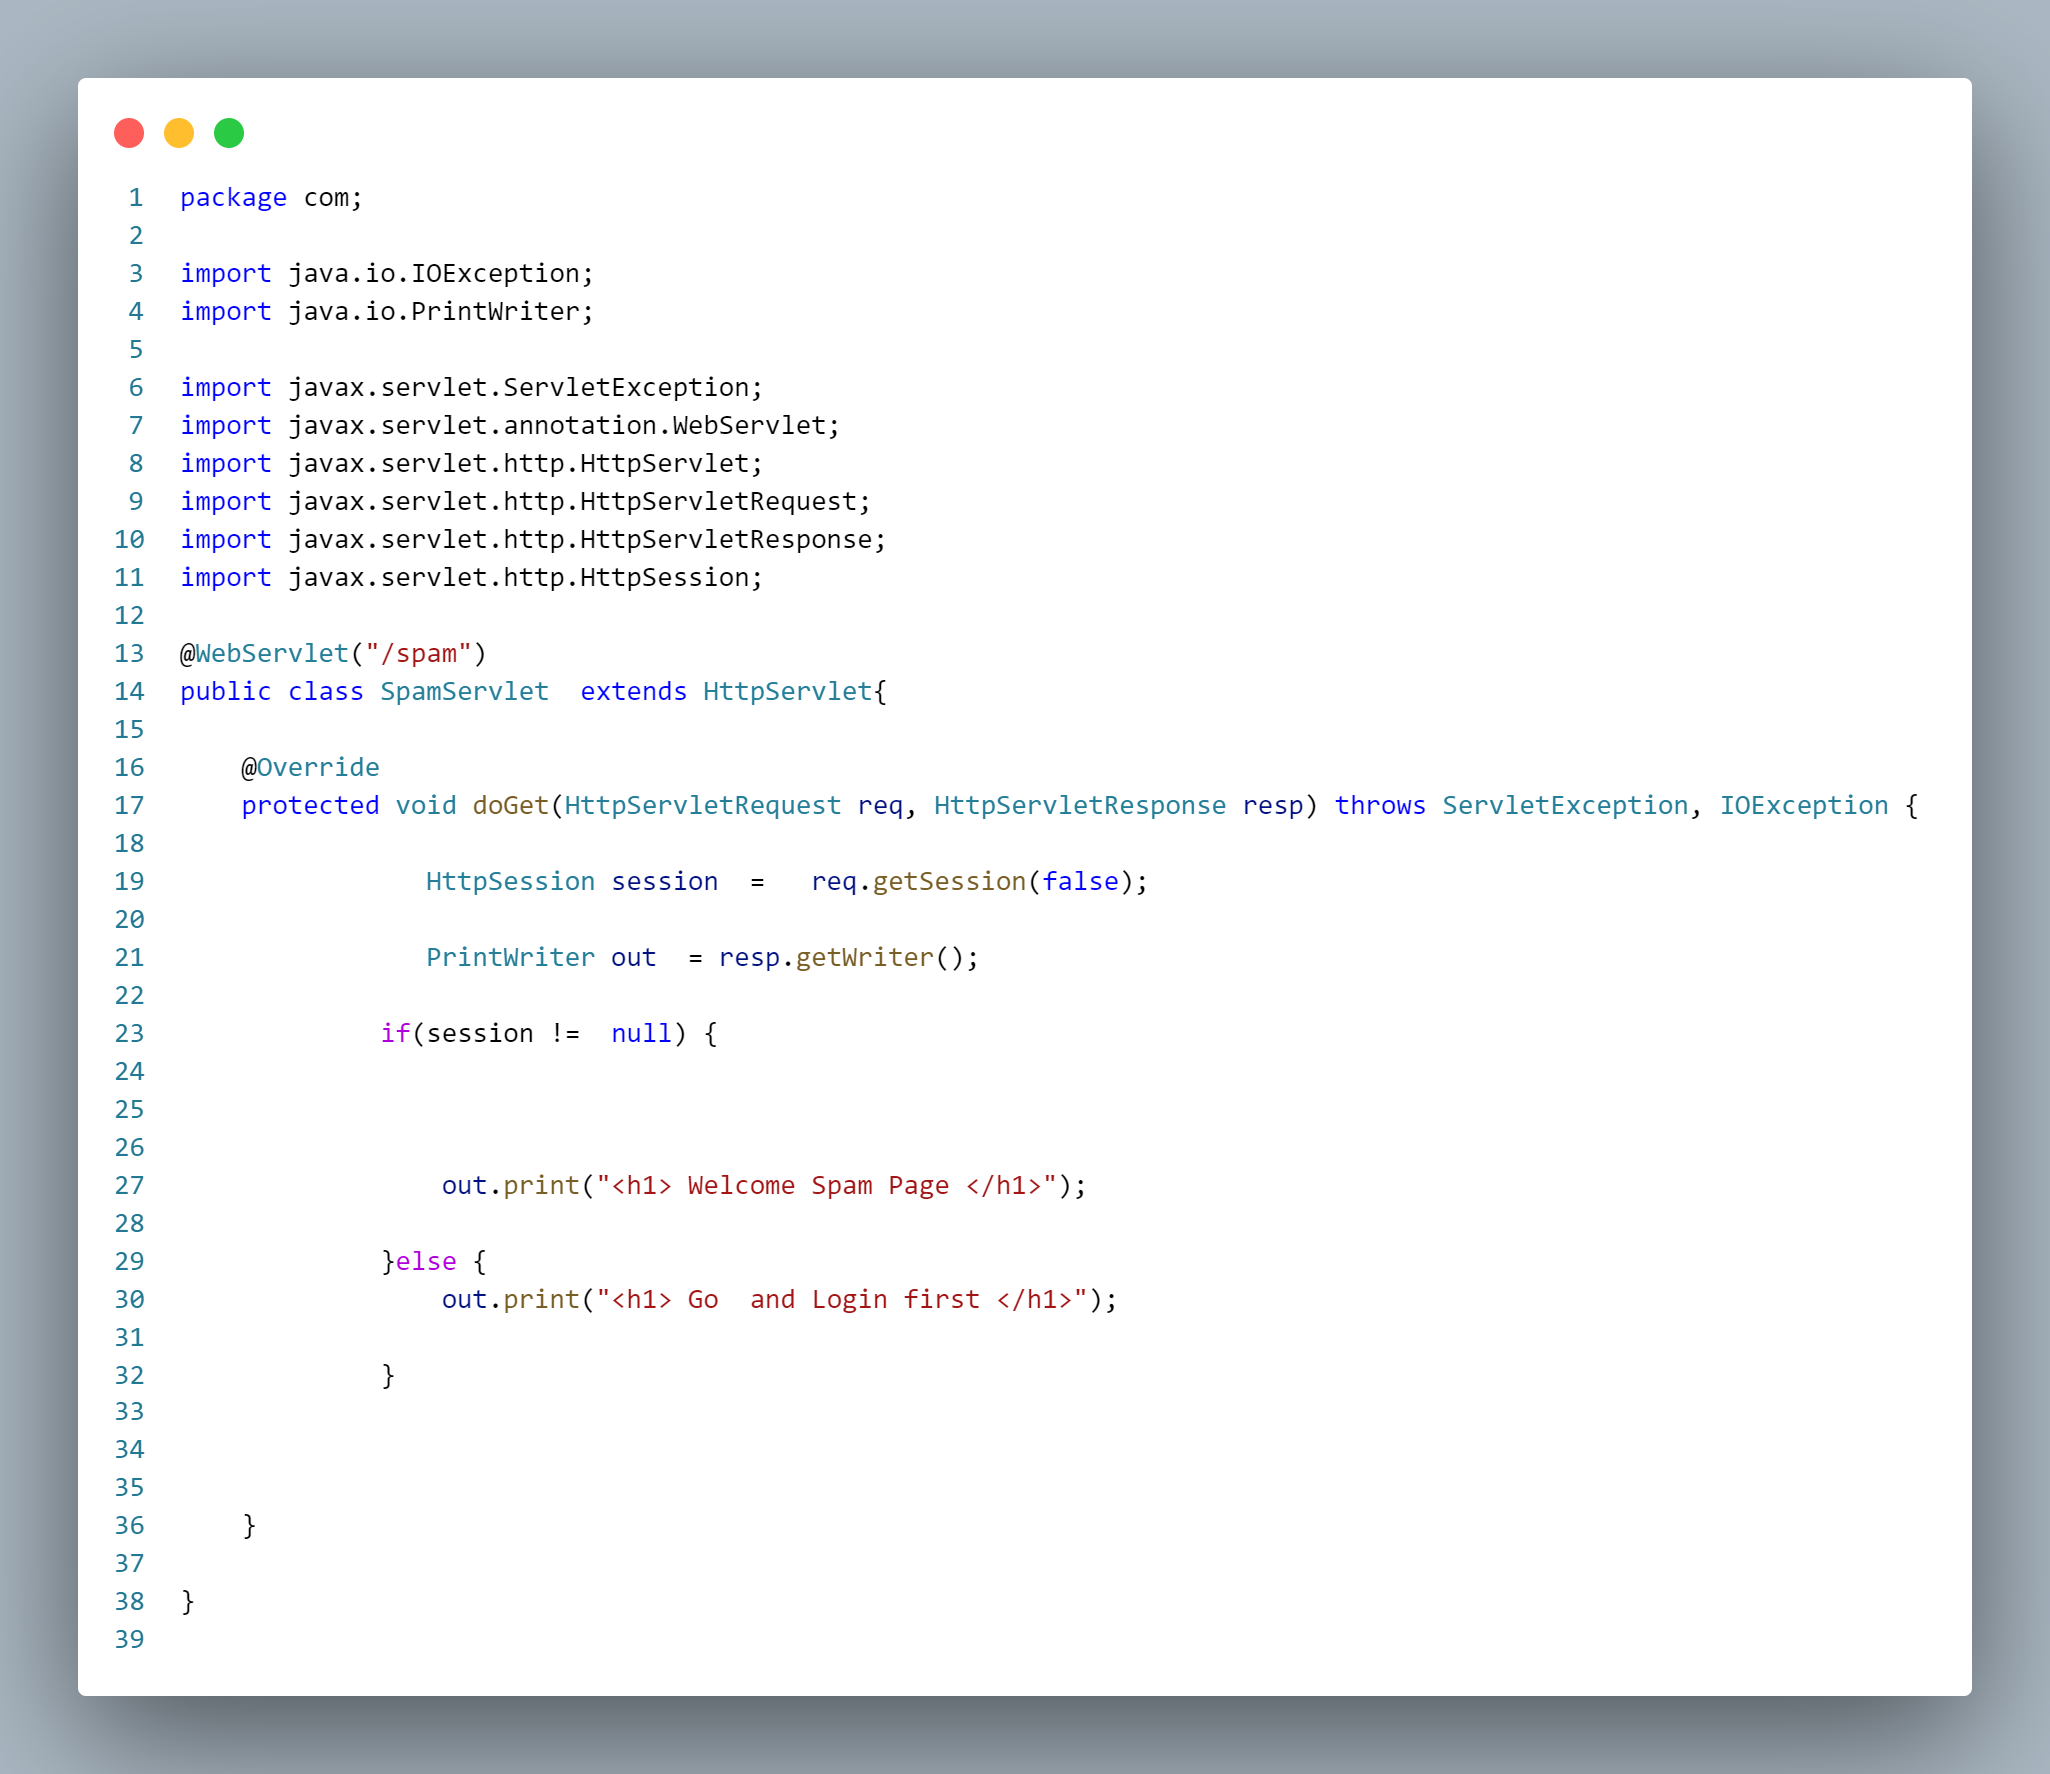 1 package com;
2
3 import java.io.IOException;
4 import java.io.PrintWriter;
5
6 import javax.servlet.ServletException;
7 import javax.servlet.annotation.WebServlet;
8 import javax.servlet.http.HttpServlet;
9 import javax.servlet.http.HttpServletRequest;
10 import javax.servlet.http.HttpServletResponse;
11 import javax.servlet.http.HttpSession;
12
13 @WebServlet("/spam")
14 public class SpamServlet  extends HttpServlet{
15
16     @Override
17     protected void doGet(HttpServletRequest req, HttpServletResponse resp) throws ServletException, IOException {
18
19                 HttpSession session  =   req.getSession(false);
20
21                 PrintWriter out  = resp.getWriter();
22
23              if(session !=  null) {
24
25
26
27                  out.print("<h1> Welcome Spam Page </h1>");
28
29              }else {
30                  out.print("<h1> Go  and Login first </h1>");
31
32              }
33
34
35
36     }
37
38 }
39